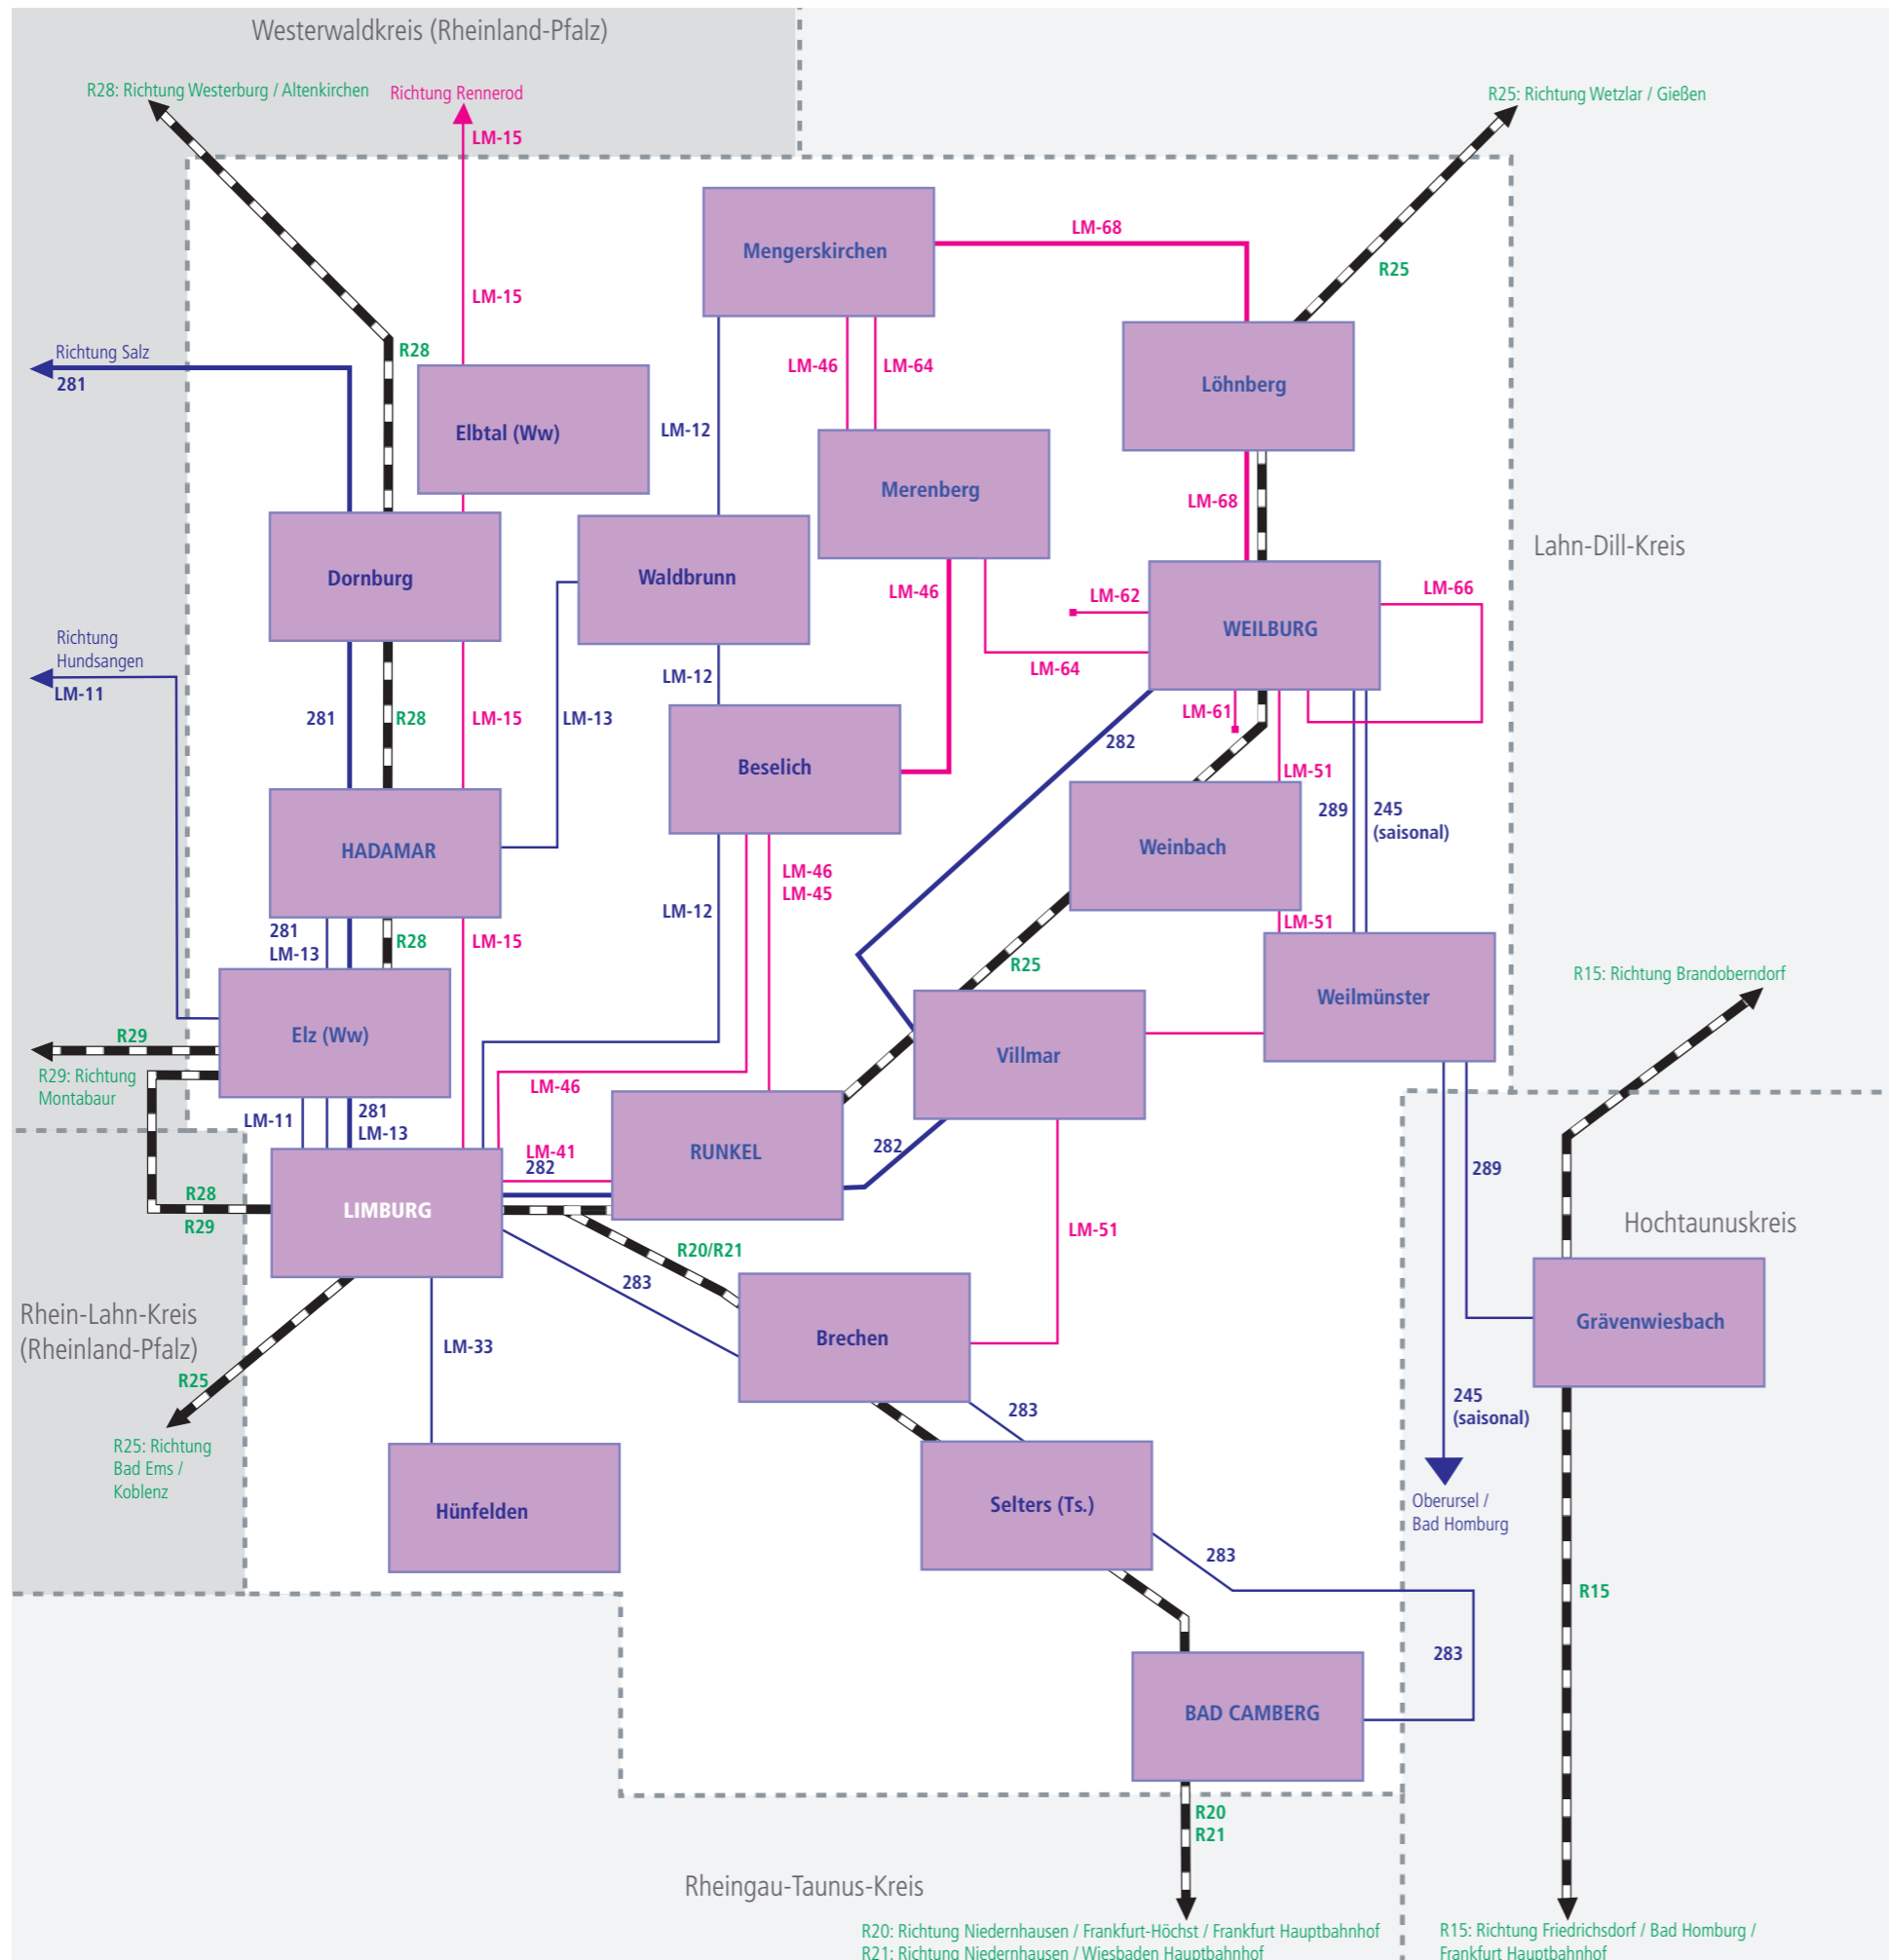 Westerwaldkreis (Rheinland-Pfalz)
R28: Richtung Westerburg / Altenkirchen
Richtung Rennerod
R25: Richtung Wetzlar / Gießen
LM-15
Mengerskirchen
LM-68
R25
LM-15
R28
Richtung Salz
281
LM-46
LM-64
Löhnberg
Elbtal (Ww)
LM-12
Merenberg
LM-68
Lahn-Dill-Kreis
Dornburg
Waldbrunn
LM-46
LM-62
LM-66
WEILBURG
Richtung
Hundsangen
LM-11
LM-12
LM-64
281
R28
LM-15
LM-13
LM-61
282
Beselich
LM-51
289
245
(saisonal)
HADAMAR
Weinbach
LM-46
LM-45
LM-12
LM-51
281
LM-13
R28
LM-15
R25
R15: Richtung Brandoberndorf
Weilmünster
Elz (Ww)
R29
Villmar
R29: Richtung
Montabaur
LM-46
LM-11
281
LM-13
LM-41
282
RUNKEL
282
289
R28
R29
LIMBURG
LM-51
Hochtaunuskreis
R20/R21
283
Rhein-Lahn-Kreis
(Rheinland-Pfalz)
Brechen
Grävenwiesbach
LM-33
R25
283
245
(saisonal)
R25: Richtung
Bad Ems /
Koblenz
Hünfelden
Selters (Ts.)
Oberursel /
Bad Homburg
283
R15
283
BAD CAMBERG
R20
R21
Rheingau-Taunus-Kreis
R20: Richtung Niedernhausen / Frankfurt-Höchst / Frankfurt Hauptbahnhof
R21: Richtung Niedernhausen / Wiesbaden Hauptbahnhof
R15: Richtung Friedrichsdorf / Bad Homburg /
Frankfurt Hauptbahnhof